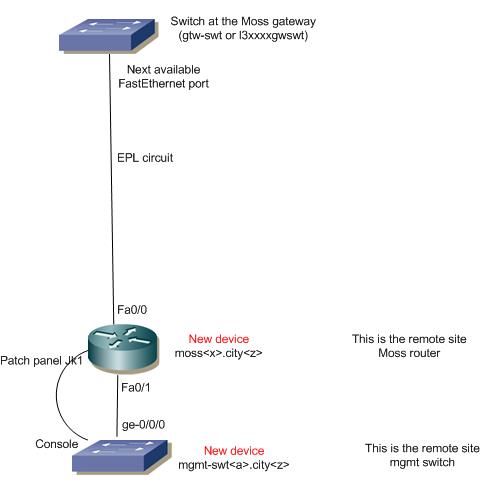 Switch at the Moss gateway
(gtw-swt or l3xxxxgwswt)
Next available
FastEthernet port
EPL circuit
Fa0/0
New device
moss<x>.city<z>
This is the remote site
Moss router
Patch panel Jk1
Fa0/1
ge-0/0/0
Console
New device
mgmt-swt<a>.city<z>
This is the remote site
mgmt switch